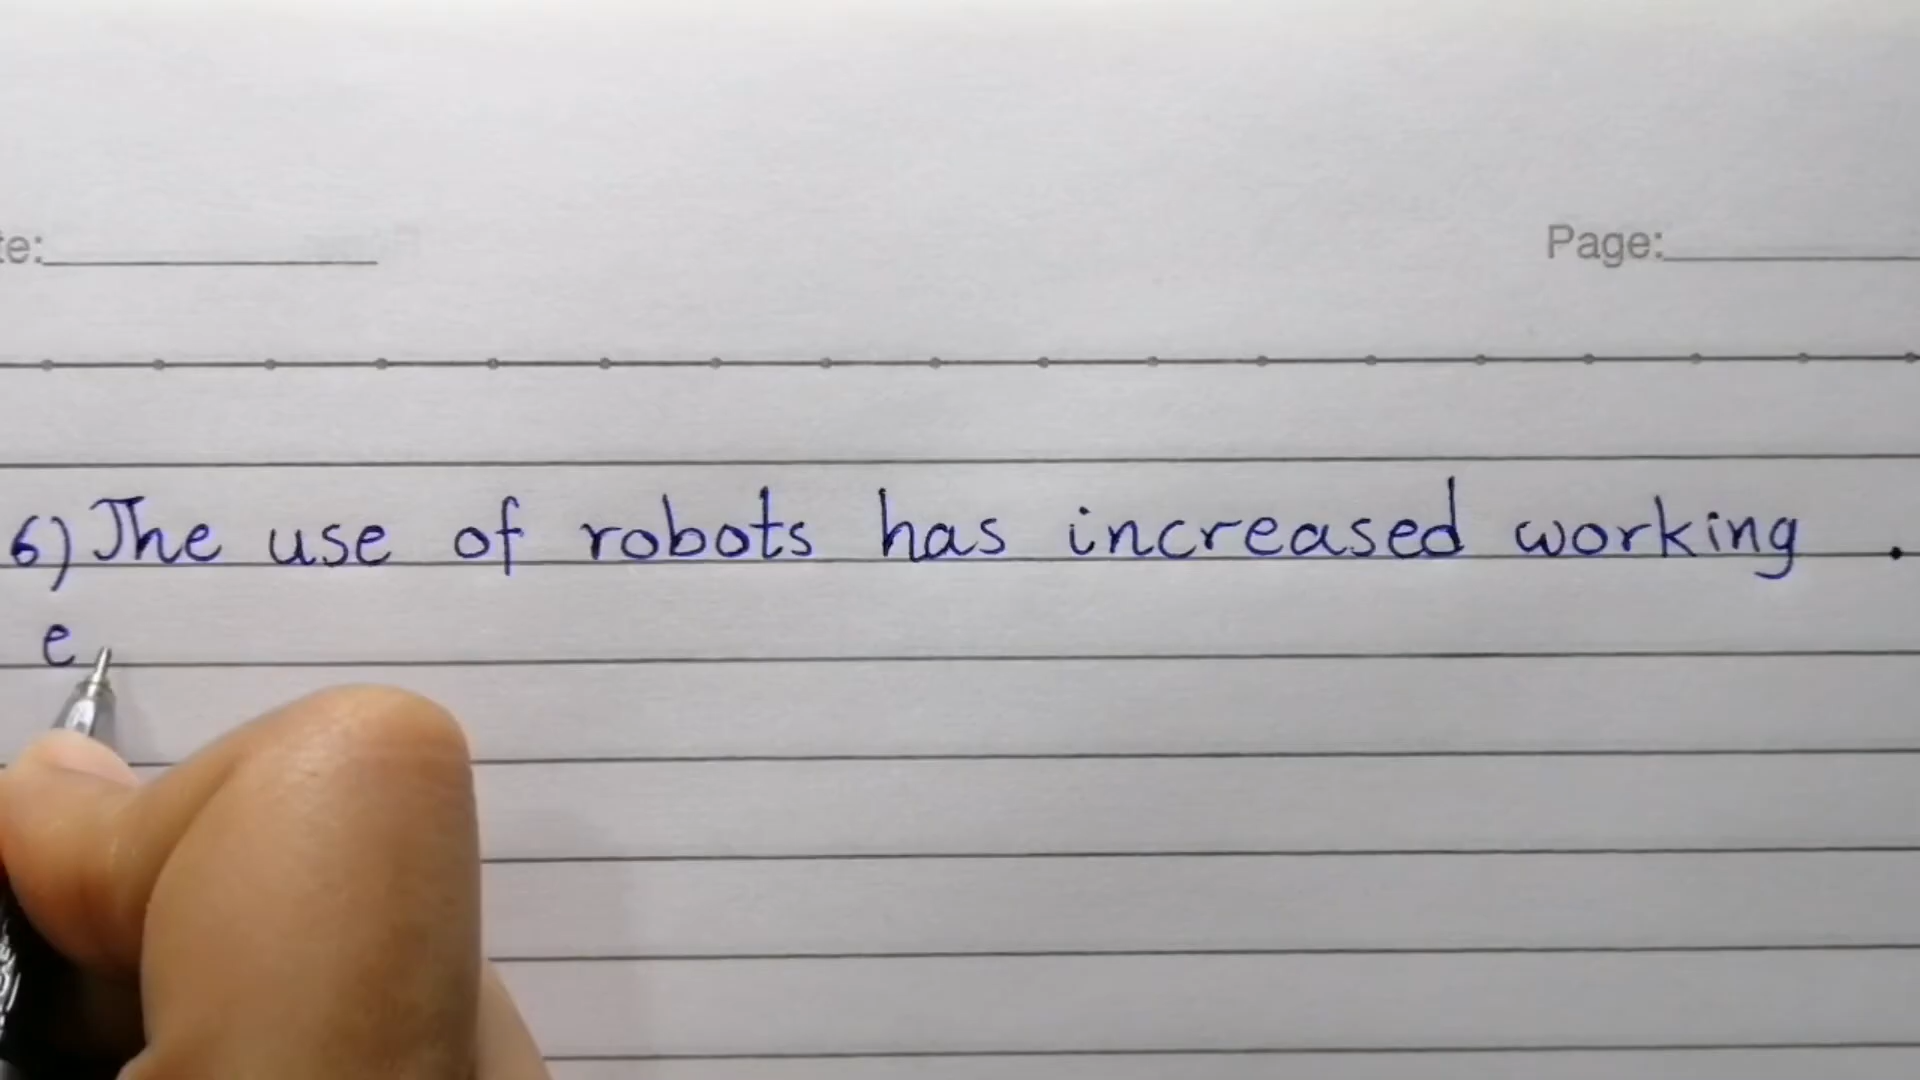 te:
Page:
6) The use of robots has increased working .
e